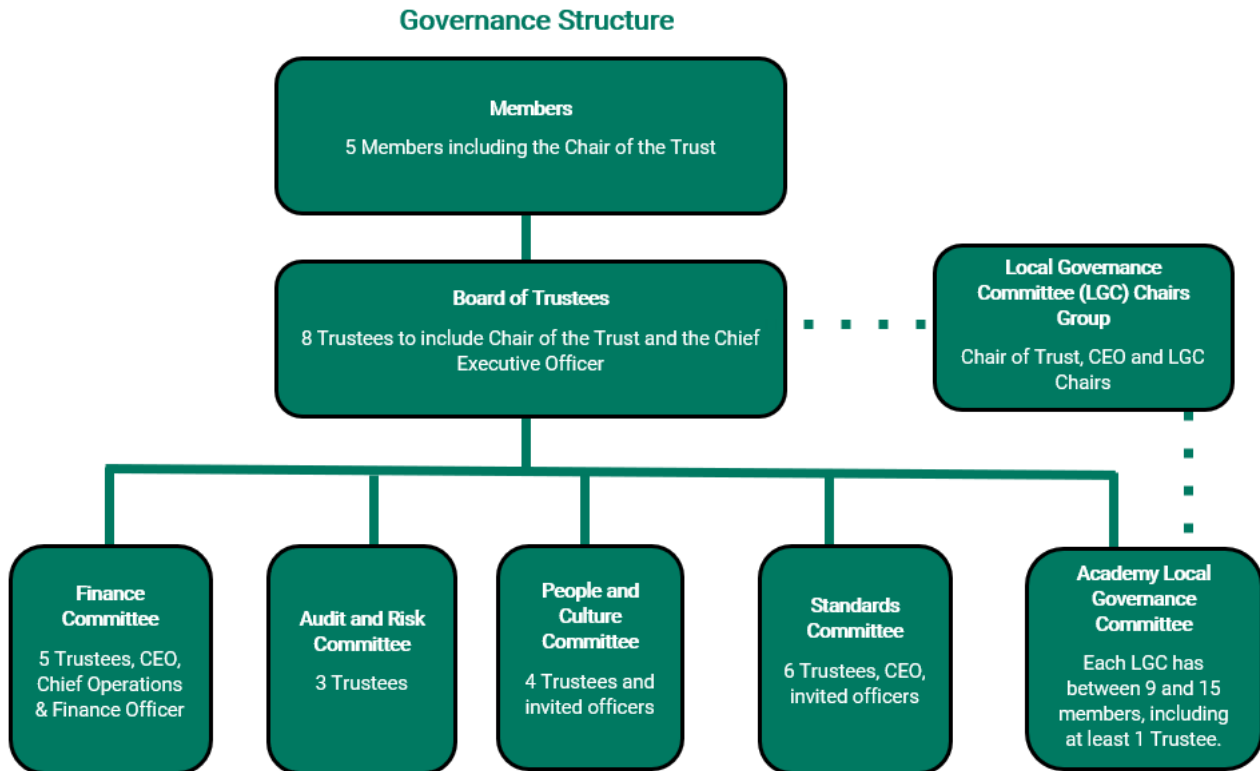 Governance Structure
Members
5 Members including the Chair of the Trust
Board of Trustees
8 Trustees to include Chair of the Trust and the Chief
Executive Officer
Local Governance
Committee (LGC) Chairs
Group
Chair of Trust, CEO and LGC
Chairs
Finance
Committee
5 Trustees, CEO,
Chief Operations
& Finance Officer
Audit and Risk
Committee
3 Trustees
People and
Culture
Committee
4 Trustees and
invited officers
Standards
Committee
6 Trustees, CEO,
invited officers
Academy Local
Governance
Committee
Each LGC has
between 9 and 15
members, including
at least 1 Trustee.